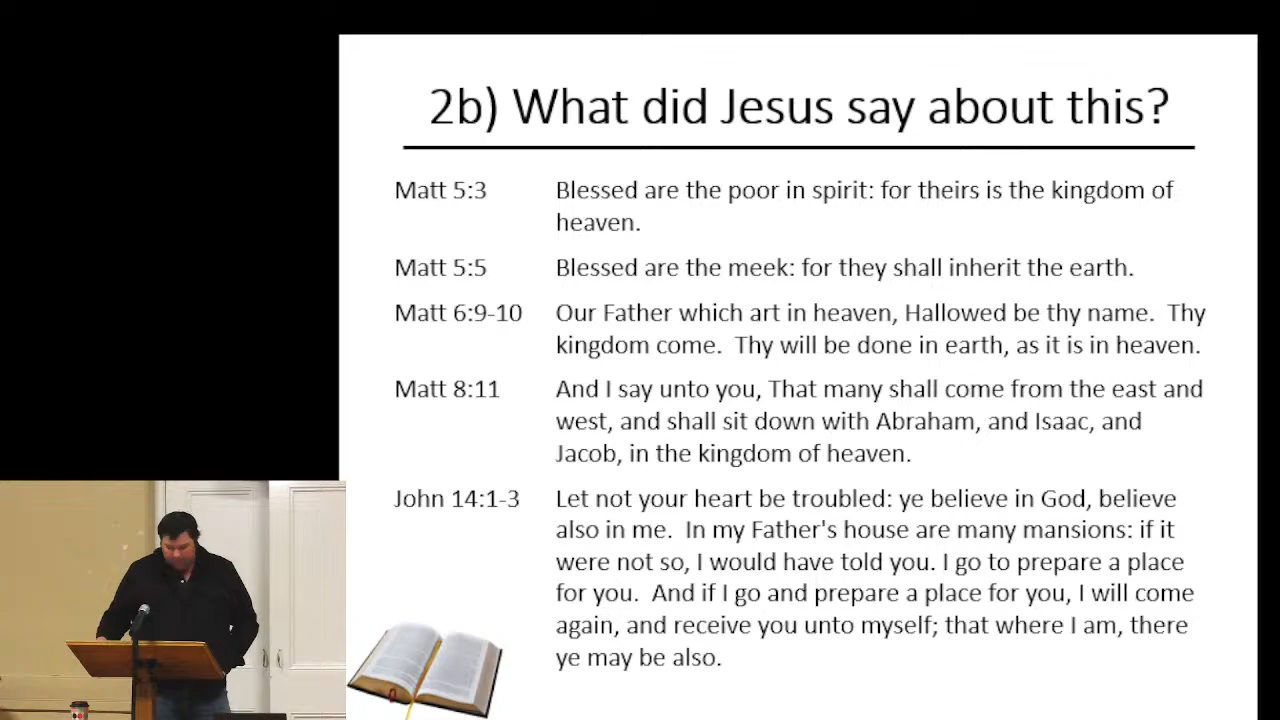 2b) What did Jesus say about this?
Matt 5:3 Blessed are the poor in spirit: for theirs is the kingdom of
heaven.
Matt 5:5 Blessed are the meek: for they shall inherit the earth.
Matt 6:9-10 Our Father which art in heaven, Hallowed be thy name.  Thy
kingdom come.  Thy will be done in earth, as it is in heaven.
Matt 8:11 And I say unto you, That many shall come from the east and
west, and shall sit down with Abraham, and Isaac, and
Jacob, in the kingdom of heaven.
John 14:1-3 Let not your heart be troubled: ye believe in God, believe
also in me.  In my Father's house are many mansions: if it
were not so, I would have told you. I go to prepare a place
for you.  And if I go and prepare a place for you, I will come
again, and receive you unto myself; that where I am, there
ye may be also.